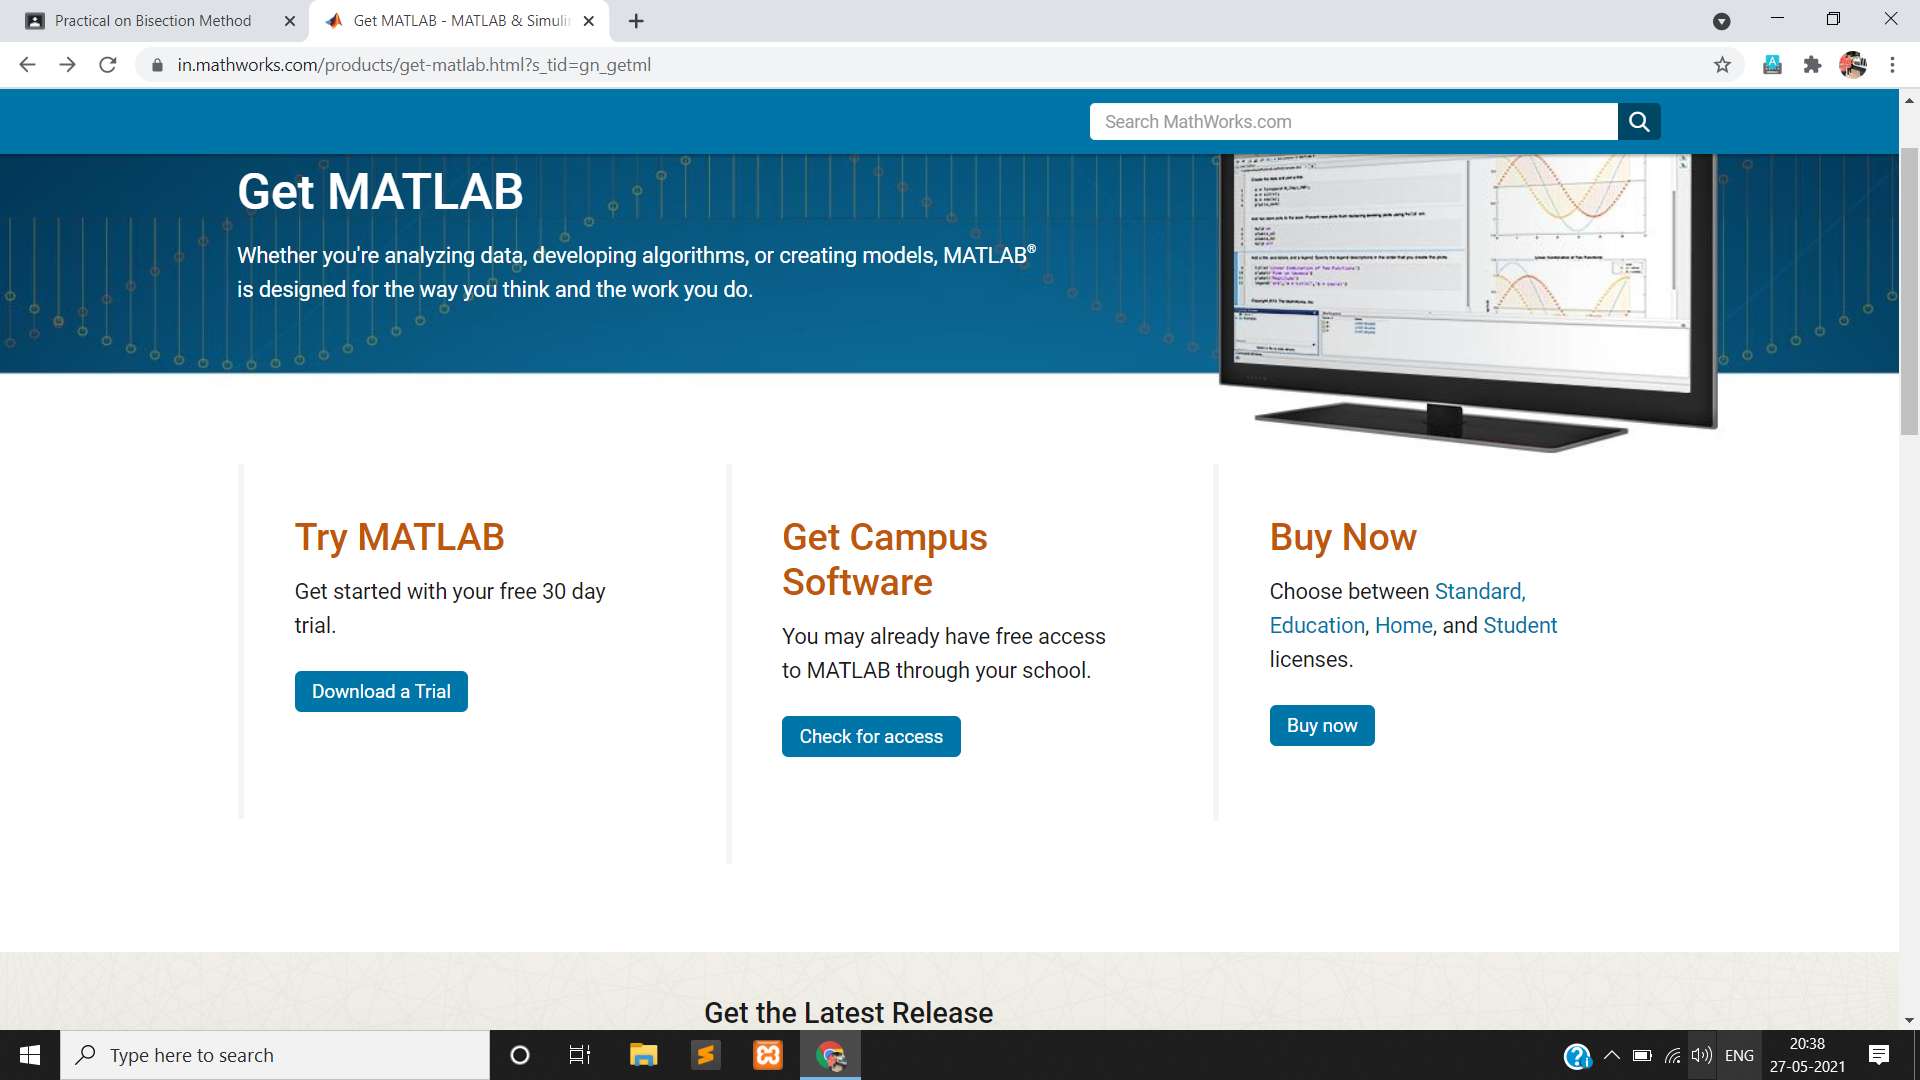 Practical on Bisection Method
Get MATLAB - MATLAB & Simuli
in.mathworks.com/products/get-matlab.html?s_tid=gn_getml
Search MathWorks.com
Get MATLAB
Whether you're analyzing data, developing algorithms, or creating models, MATLAB®
is designed for the way you think and the work you do.
Try MATLAB
Get started with your free 30 day
trial.
Download a Trial
Get Campus
Software
You may already have free access
to MATLAB through your school.
Check for access
Buy Now
Choose between Standard,
Education, Home, and Student
licenses.
Buy now
Get the Latest Release
Type here to search
ENG
20:38
27-05-2021